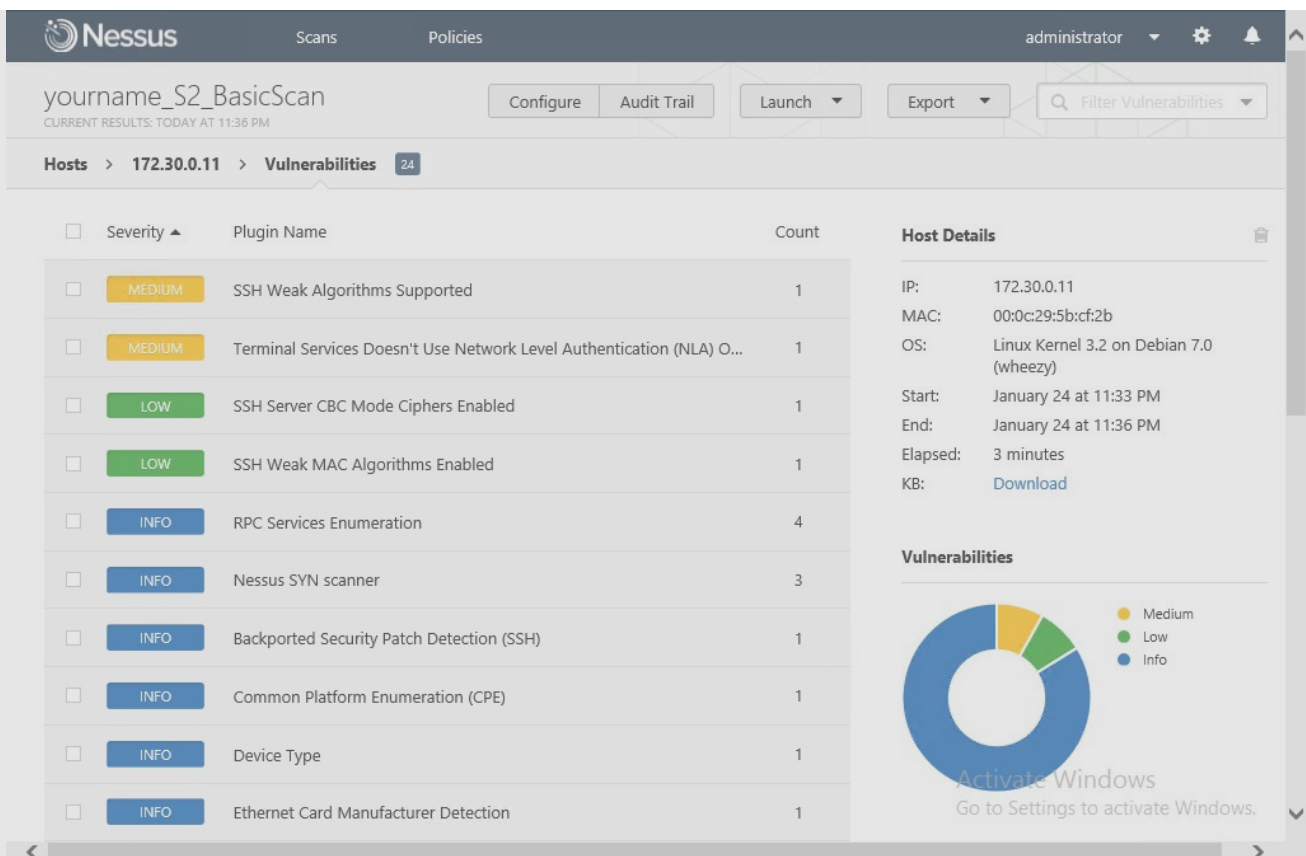 Nessus Scans Policies administrator
yourname_S2_BasicScan
CURRENT RESULTS: TODAY AT 11:36 PM
Configure Audit Trail Launch Export Filter Vulnerabilities
Hosts > 172.30.0.11 > Vulnerabilities 24
Severity Plugin Name Count
MEDIUM SSH Weak Algorithms Supported 1
MEDIUM Terminal Services Doesn't Use Network Level Authentication (NLA) O... 1
LOW SSH Server CBC Mode Ciphers Enabled 1
LOW SSH Weak MAC Algorithms Enabled 1
INFO RPC Services Enumeration 4
INFO Nessus SYN scanner 3
INFO Backported Security Patch Detection (SSH) 1
INFO Common Platform Enumeration (CPE) 1
INFO Device Type 1
INFO Ethernet Card Manufacturer Detection 1
Host Details
IP: 172.30.0.11
MAC: 00:0c:29:5b:cf:2b
OS: Linux Kernel 3.2 on Debian 7.0
(wheezy)
Start: January 24 at 11:33 PM
End: January 24 at 11:36 PM
Elapsed: 3 minutes
KB: Download
Vulnerabilities
Medium
Low
Info
Activate Windows
Go to Settings to activate Windows.